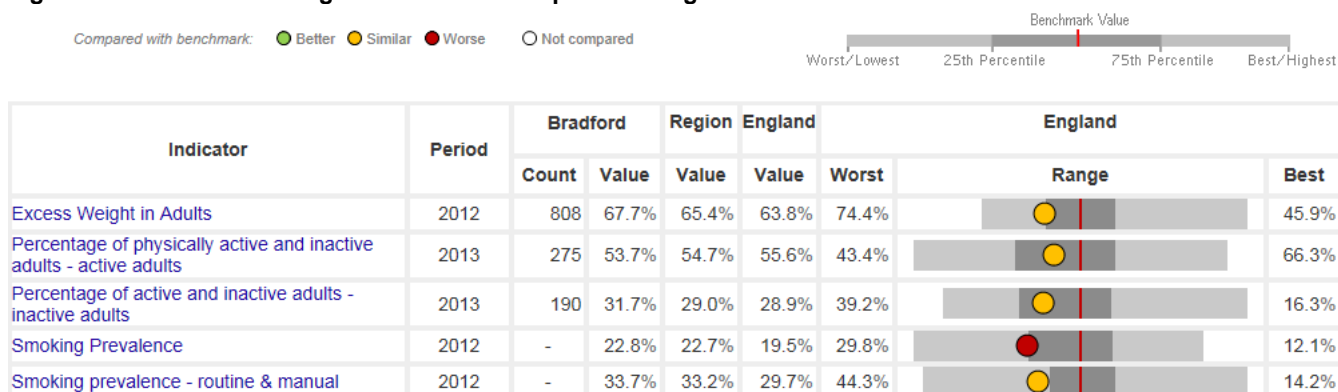 Benchmark Value
Compared with benchmark: Better Similar Worse Not compared
Worst/Lowest 25th Percentile 75th Percentile Best/Highest
Indicator Period Bradford Region England England
Count Value Value Value Worst Range Best
Excess Weight in Adults 2012 808 67.7% 65.4% 63.8% 74.4% 45.9%
Percentage of physically active and inactive
adults - active adults 2013 275 53.7% 54.7% 55.6% 43.4% 66.3%
Percentage of active and inactive adults -
inactive adults 2013 190 31.7% 29.0% 28.9% 39.2% 16.3%
Smoking Prevalence 2012 - 22.8% 22.7% 19.5% 29.8% 12.1%
Smoking prevalence - routine & manual 2012 - 33.7% 33.2% 29.7% 44.3% 14.2%